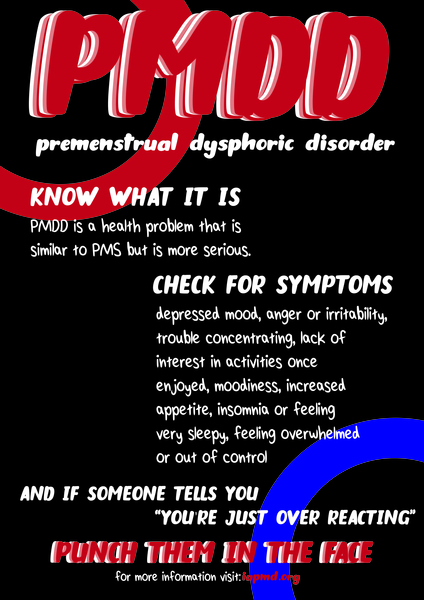 PMDD
premenstrual dysphoric disorder
KNOW WHAT IT IS
PMDD is a health problem that is
similar to PMS but is more serious.
CHECK FOR SYMPTOMS
depressed mood, anger or irritability,
trouble concentrating, lack of
interest in activities once
enjoyed, moodiness, increased
appetite, insomnia or feeling
very sleepy, feeling overwhelmed
or out of control
AND IF SOMEONE TELLS YOU
"YOU'RE JUST OVER REACTING"
PUNCH THEM IN THE FACE
for more information visit:iapmd.org